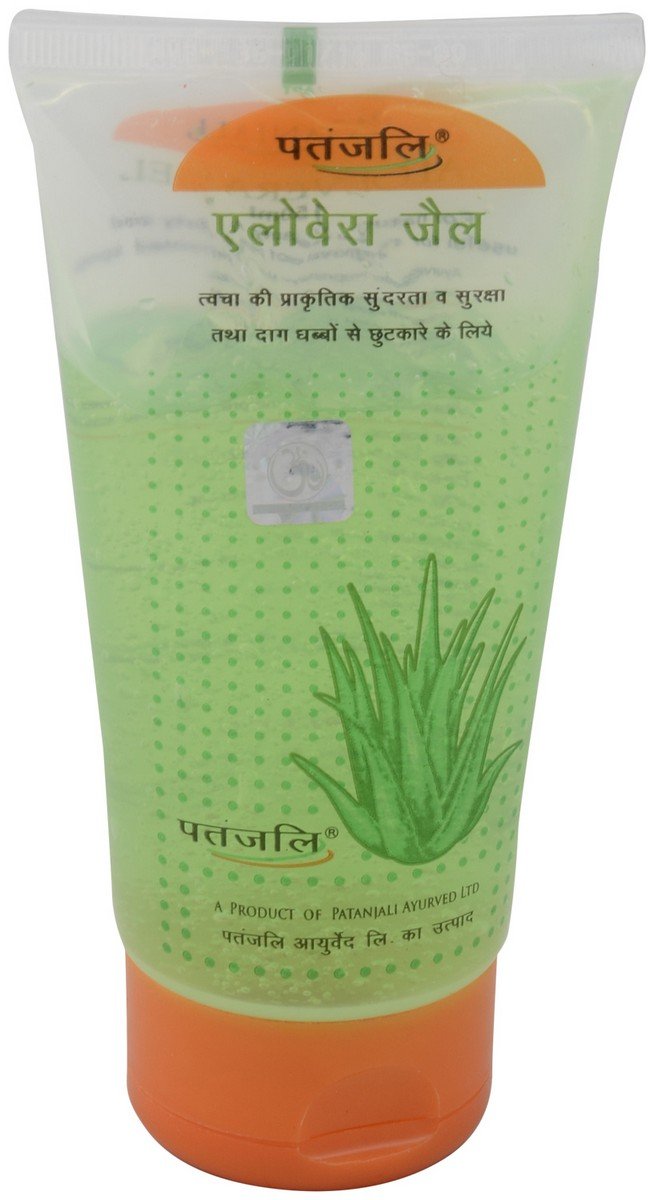 पतंजलि®
एलोवेरा जैल
त्वचा की प्राकृतिक सुंदरता व सुरक्षा
तथा दाग धब्बों से छुटकारे के लिये
ॐ
पतंजलि®
A PRODUCT OF PATANJALI AYURVED LTD
पतंजलि आयुर्वेद लि. का उत्पाद